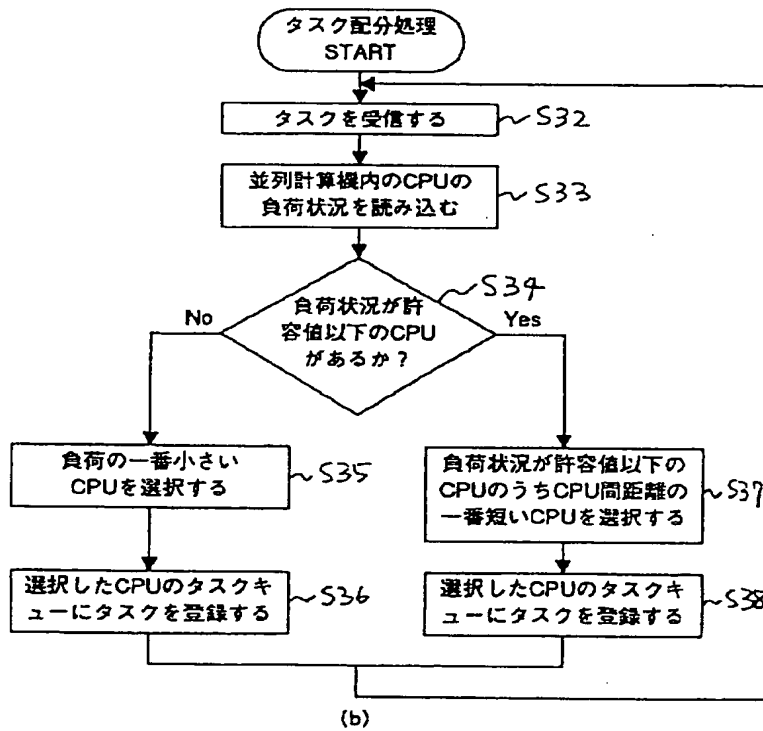 タスク配分処理
START
タスクを受信する
S32
並列計算機内のCPUの
負荷状況を読み込む
S33
S34
負荷状況が許
容値以下のCPU
があるか？
No
Yes
負荷の一番小さい
CPUを選択する
S35
負荷状況が許容値以下の
CPUのうちCPU間距離の
一番短いCPUを選択する
S37
選択したCPUのタスクキ
ューにタスクを登録する
S36
選択したCPUのタスクキ
ューにタスクを登録する
S38
(b)